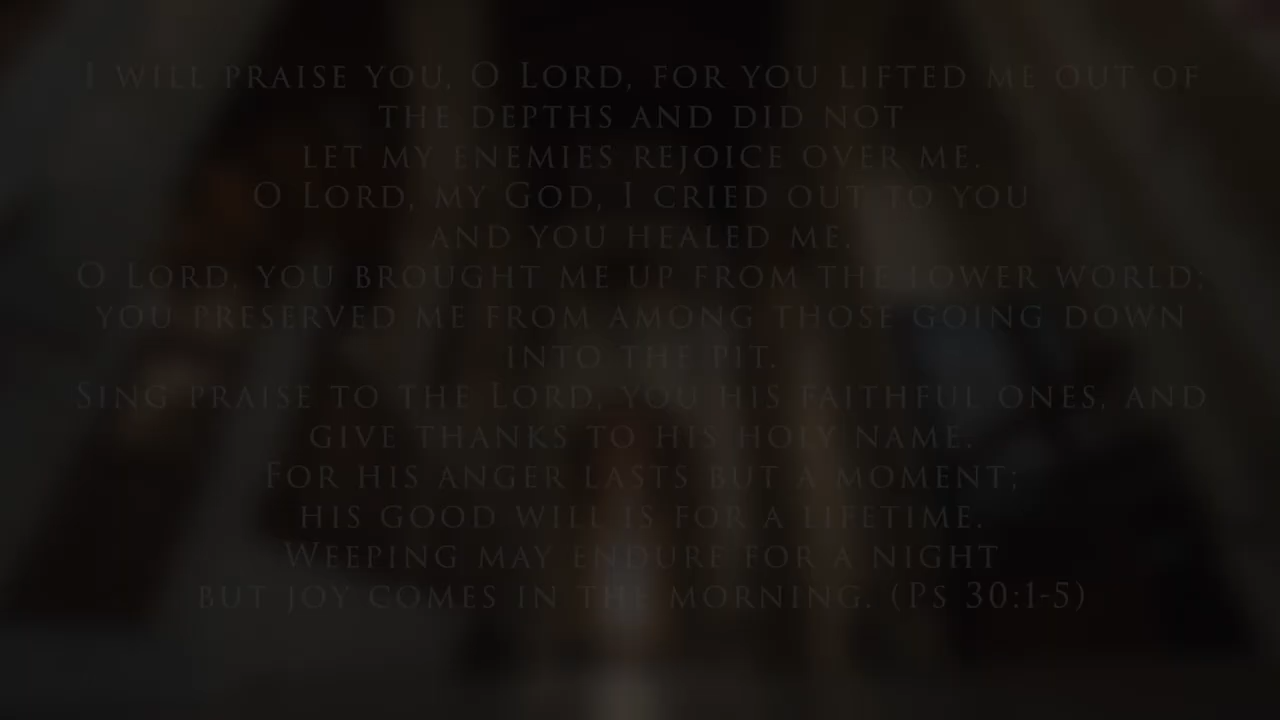 I will praise you, O Lord, for you lifted me out of
the depths and did not
let my enemies rejoice over me.
O Lord, my God, I cried out to you
and you healed me.
O Lord, you brought me up from the lower world;
you preserved me from among those going down
into the pit.
Sing praise to the Lord, you his faithful ones, and
give thanks to his holy name.
For his anger lasts but a moment;
his good will is for a lifetime.
Weeping may endure for a night
but joy comes in the morning. (Ps 30:1-5)